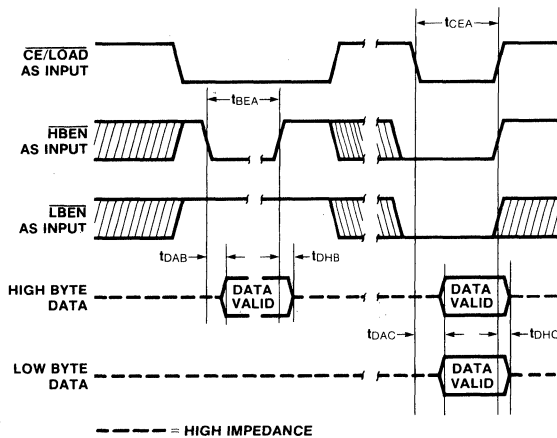 tCEA
CE/LOAD
AS INPUT
tBEA
HBEN
AS INPUT
LBEN
AS INPUT
tDAB
tDHB
HIGH BYTE
DATA
DATA
VALID
DATA
VALID
tDAC
tDHC
LOW BYTE
DATA
DATA
VALID
= HIGH IMPEDANCE